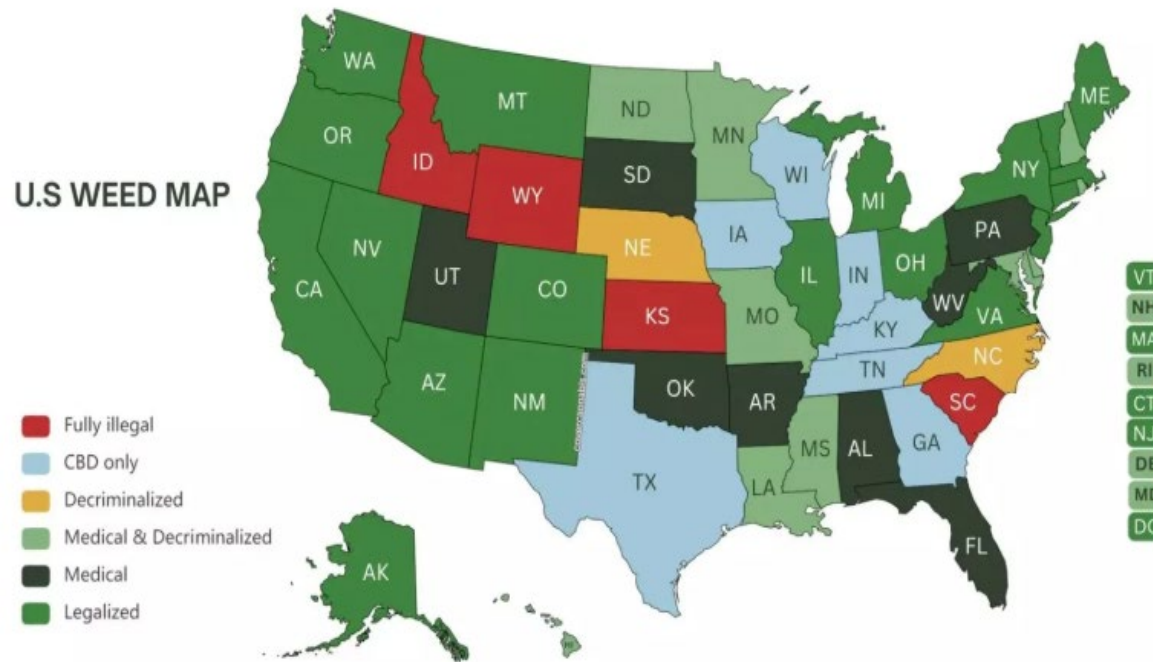 U.S WEED MAP
WA
OR
CA
NV
ID
MT
WY
UT
CO
AZ
NM
ND
SD
NE
KS
OK
TX
MN
IA
MO
AR
LA
WI
IL
MI
IN
OH
KY
TN
MS
AL
GA
FL
SC
NC
VA
WV
PA
NY
ME
AK
VT
NH
MA
RI
CT
NJ
DE
MD
DC
Fully illegal
CBD only
Decriminalized
Medical & Decriminalized
Medical
Legalized